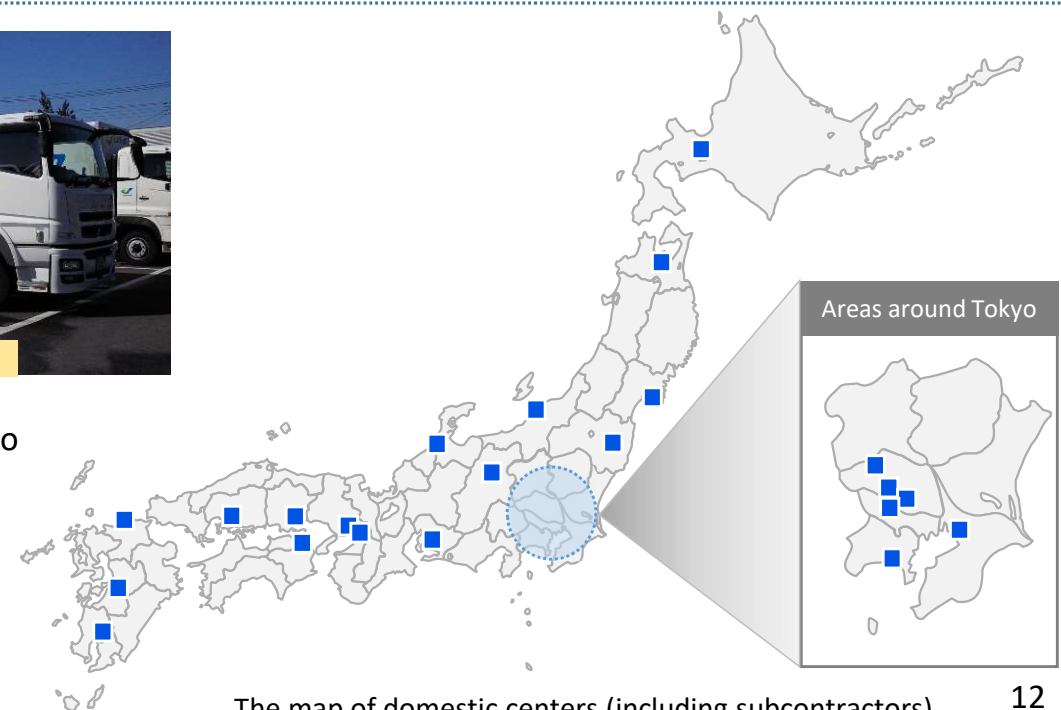 Areas around Tokyo
o
The map of domestic centers (including subcontractors)
12